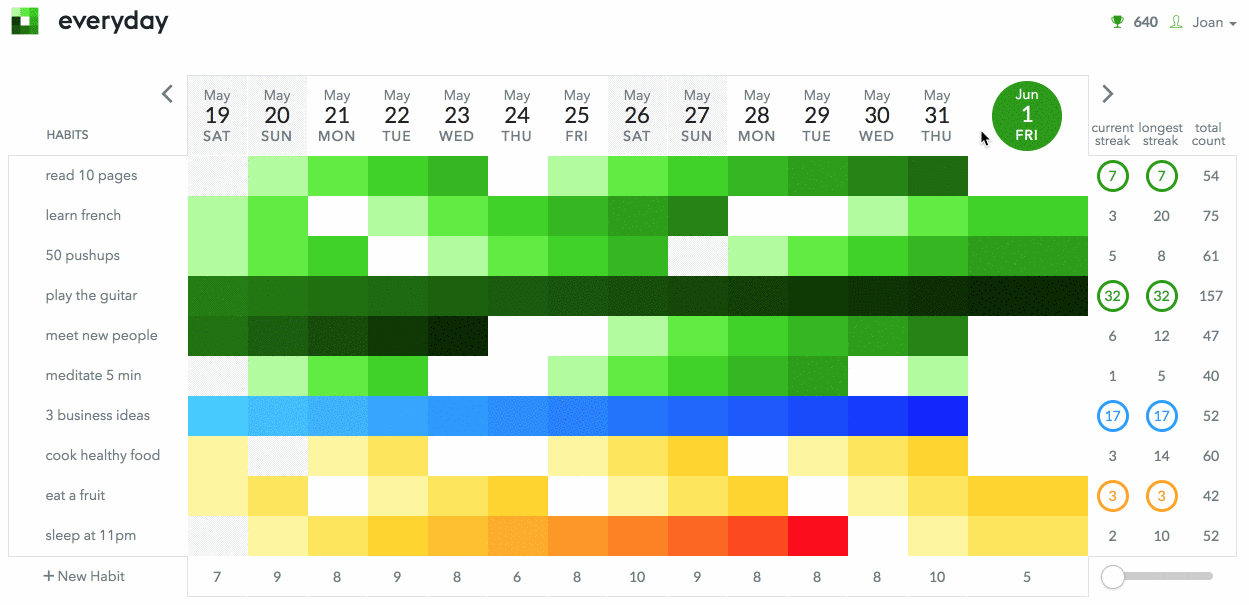 everyday
640 Joan
May May May May May May May May May May May May May Jun
19 20 21 22 23 24 25 26 27 28 29 30 31 1
SAT SUN MON TUE WED THU FRI SAT SUN MON TUE WED THU FRI
HABITS
current streak longest streak total count
read 10 pages 7 7 54
learn french 3 20 75
50 pushups 5 8 61
play the guitar 32 32 157
meet new people 6 12 47
meditate 5 min 1 5 40
3 business ideas 17 17 52
cook healthy food 3 14 60
eat a fruit 3 3 42
sleep at 11pm 2 10 52
+ New Habit 7 9 8 9 8 6 8 10 9 8 8 8 10 5